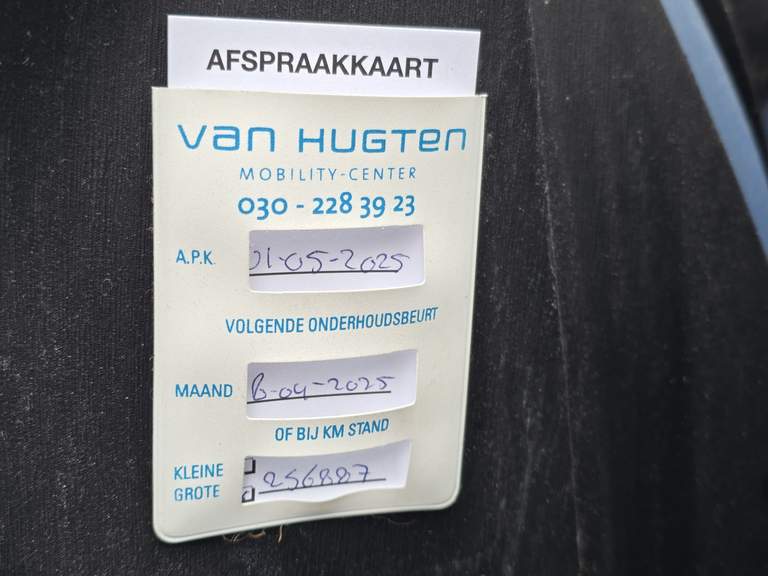 AFSPRAAKKAART
Van HUGTen
MOBILITY-CENTER
030 - 228 39 23
A.P.K. 01-05-2025
VOLGENDE ONDERHOUDSBEURT
MAAND -04-2025
OF BIJ KM STAND
KLEINE
GROTE 256887